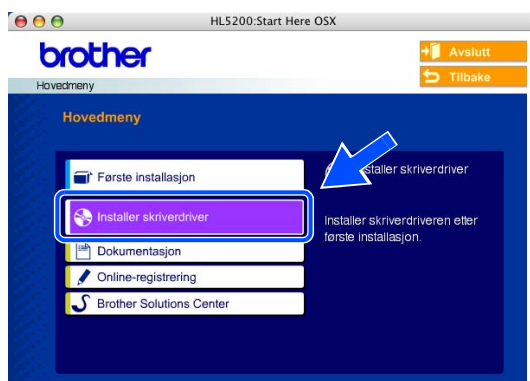 HL5200:Start Here OSX
brother
Avslutt
Tilbake
Hovedmeny
Hovedmeny
Første installasjon
Installer skriverdriver
Dokumentasjon
Online-registrering
Brother Solutions Center
staller skriverdriver
Installer skriverdriveren etter
første installasjon.